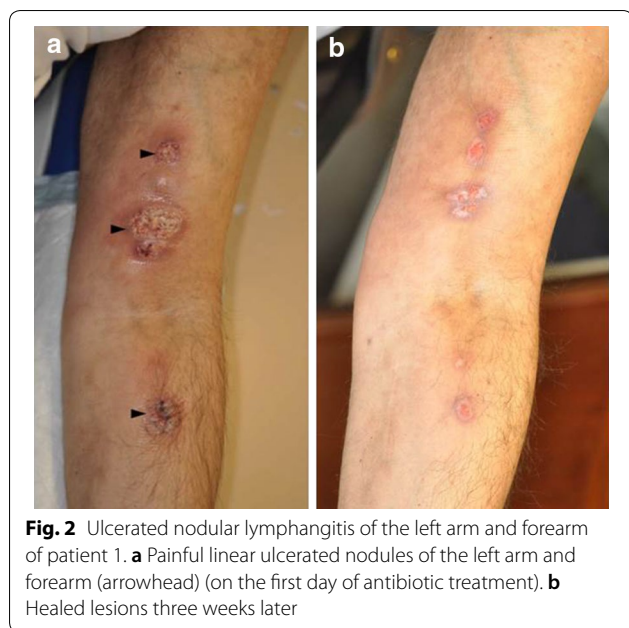 a
b
Fig. 2 Ulcerated nodular lymphangitis of the left arm and forearm
of patient 1. a Painful linear ulcerated nodules of the left arm and
forearm (arrowhead) (on the first day of antibiotic treatment). b
Healed lesions three weeks later